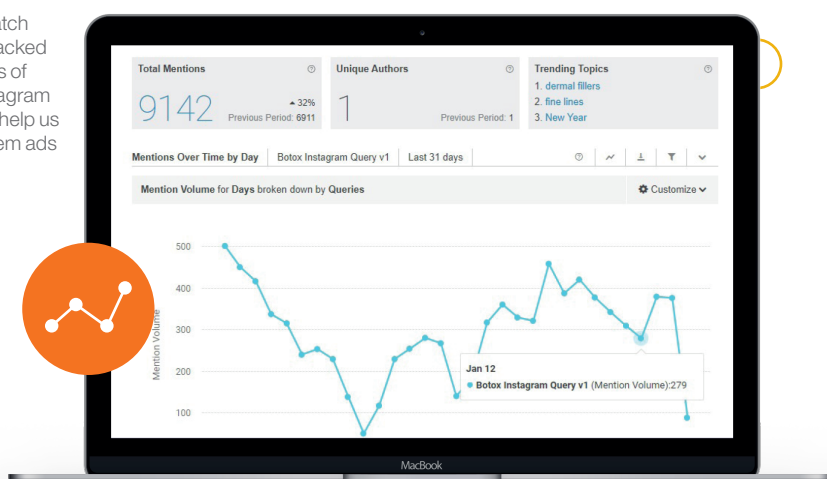 acked
s of
agram
help us
em ads
Total Mentions
9142
32%
Previous Period: 6911
Unique Authors
1
Previous Period: 1
Trending Topics
1. dermal fillers
2. fine lines
3. New Year
Mentions Over Time by Day
Botox Instagram Query v1
Last 31 days
Mention Volume for Days broken down by Queries
Customize
Mention Volume
500
400
300
200
100
Jan 12
Botox Instagram Query v1 (Mention Volume):279
MacBook